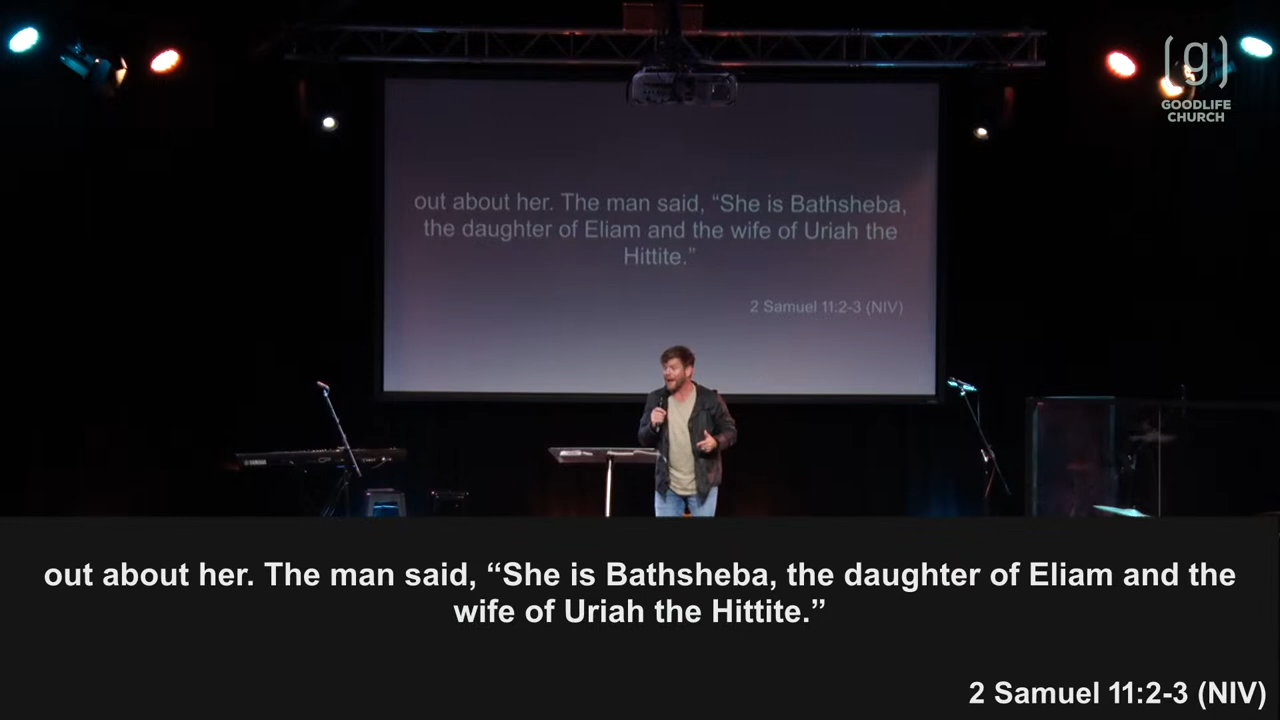 (g)
GOODLIFE
CHURCH
out about her. The man said, “She is Bathsheba,
the daughter of Eliam and the wife of Uriah the
Hittite.”
2 Samuel 11:2-3 (NIV)
YAMAHA
out about her. The man said, “She is Bathsheba, the daughter of Eliam and the
wife of Uriah the Hittite.”
2 Samuel 11:2-3 (NIV)